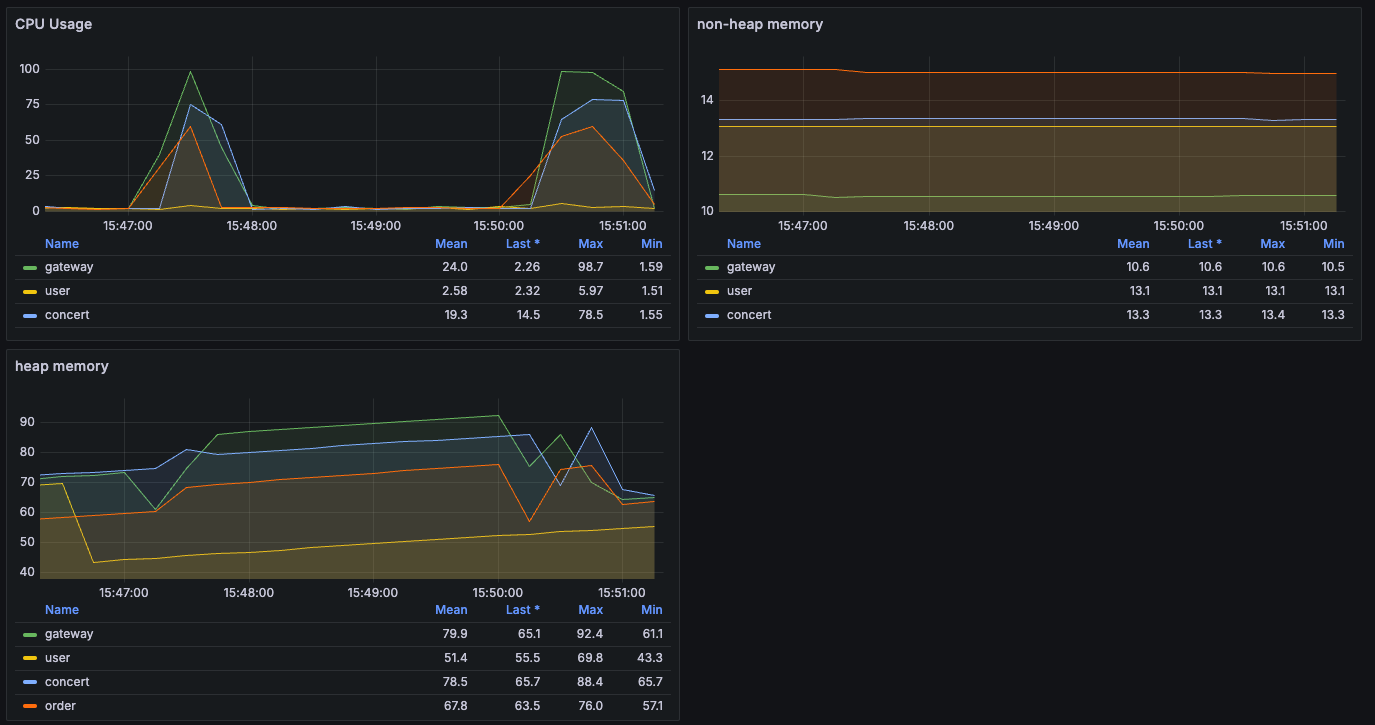 CPU Usage
100
75
50
25
0
15:47:00 15:48:00 15:49:00 15:50:00 15:51:00
Name Mean Last * Max Min
gateway 24.0 2.26 98.7 1.59
user 2.58 2.32 5.97 1.51
concert 19.3 14.5 78.5 1.55
non-heap memory
14
12
10
15:47:00 15:48:00 15:49:00 15:50:00 15:51:00
Name Mean Last * Max Min
gateway 10.6 10.6 10.6 10.5
user 13.1 13.1 13.1 13.1
concert 13.3 13.3 13.4 13.3
heap memory
90
80
70
60
50
40
15:47:00 15:48:00 15:49:00 15:50:00 15:51:00
Name Mean Last * Max Min
gateway 79.9 65.1 92.4 61.1
user 51.4 55.5 69.8 43.3
concert 78.5 65.7 88.4 65.7
order 67.8 63.5 76.0 57.1